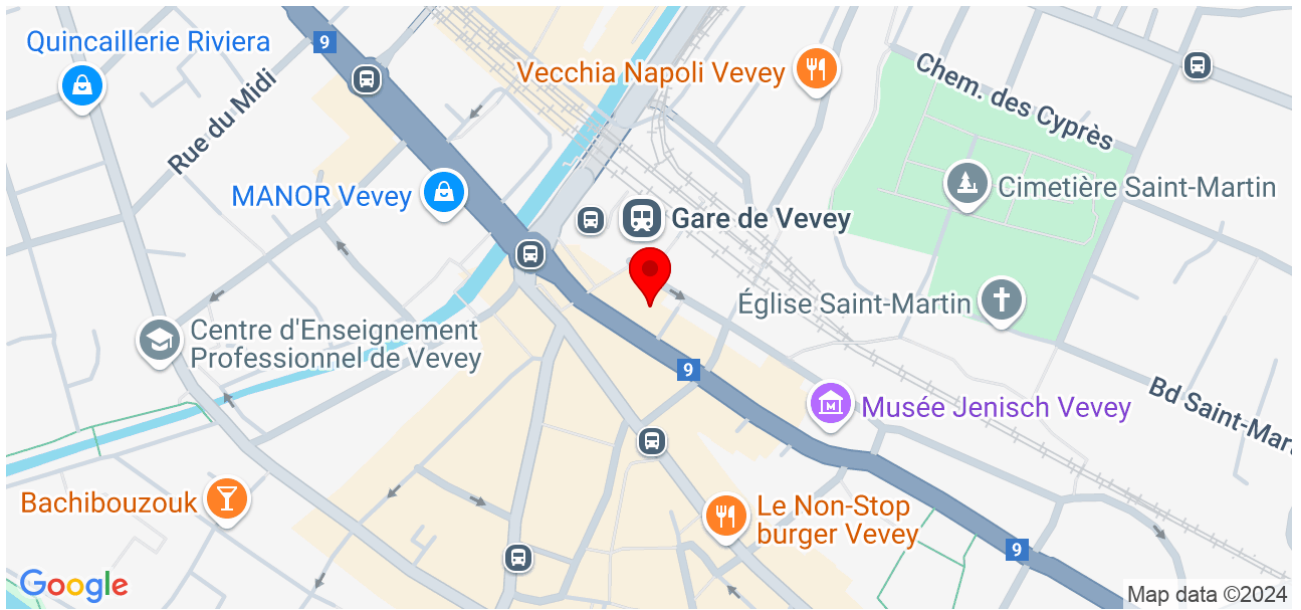 9
Quincaillerie Riviera
Rue du Midi
Vecchia Napoli Vevey
Chem. des Cyprès
MANOR Vevey
Cimetière Saint-Martin
Gare de Vevey
Église Saint-Martin
Centre d'Enseignement
Professionnel de Vevey
9
Bd Saint-Mart
M
Musée Jenisch Vevey
Bachibouzouk
Le Non-Stop
burger Vevey
9
Google
Map data ©2024